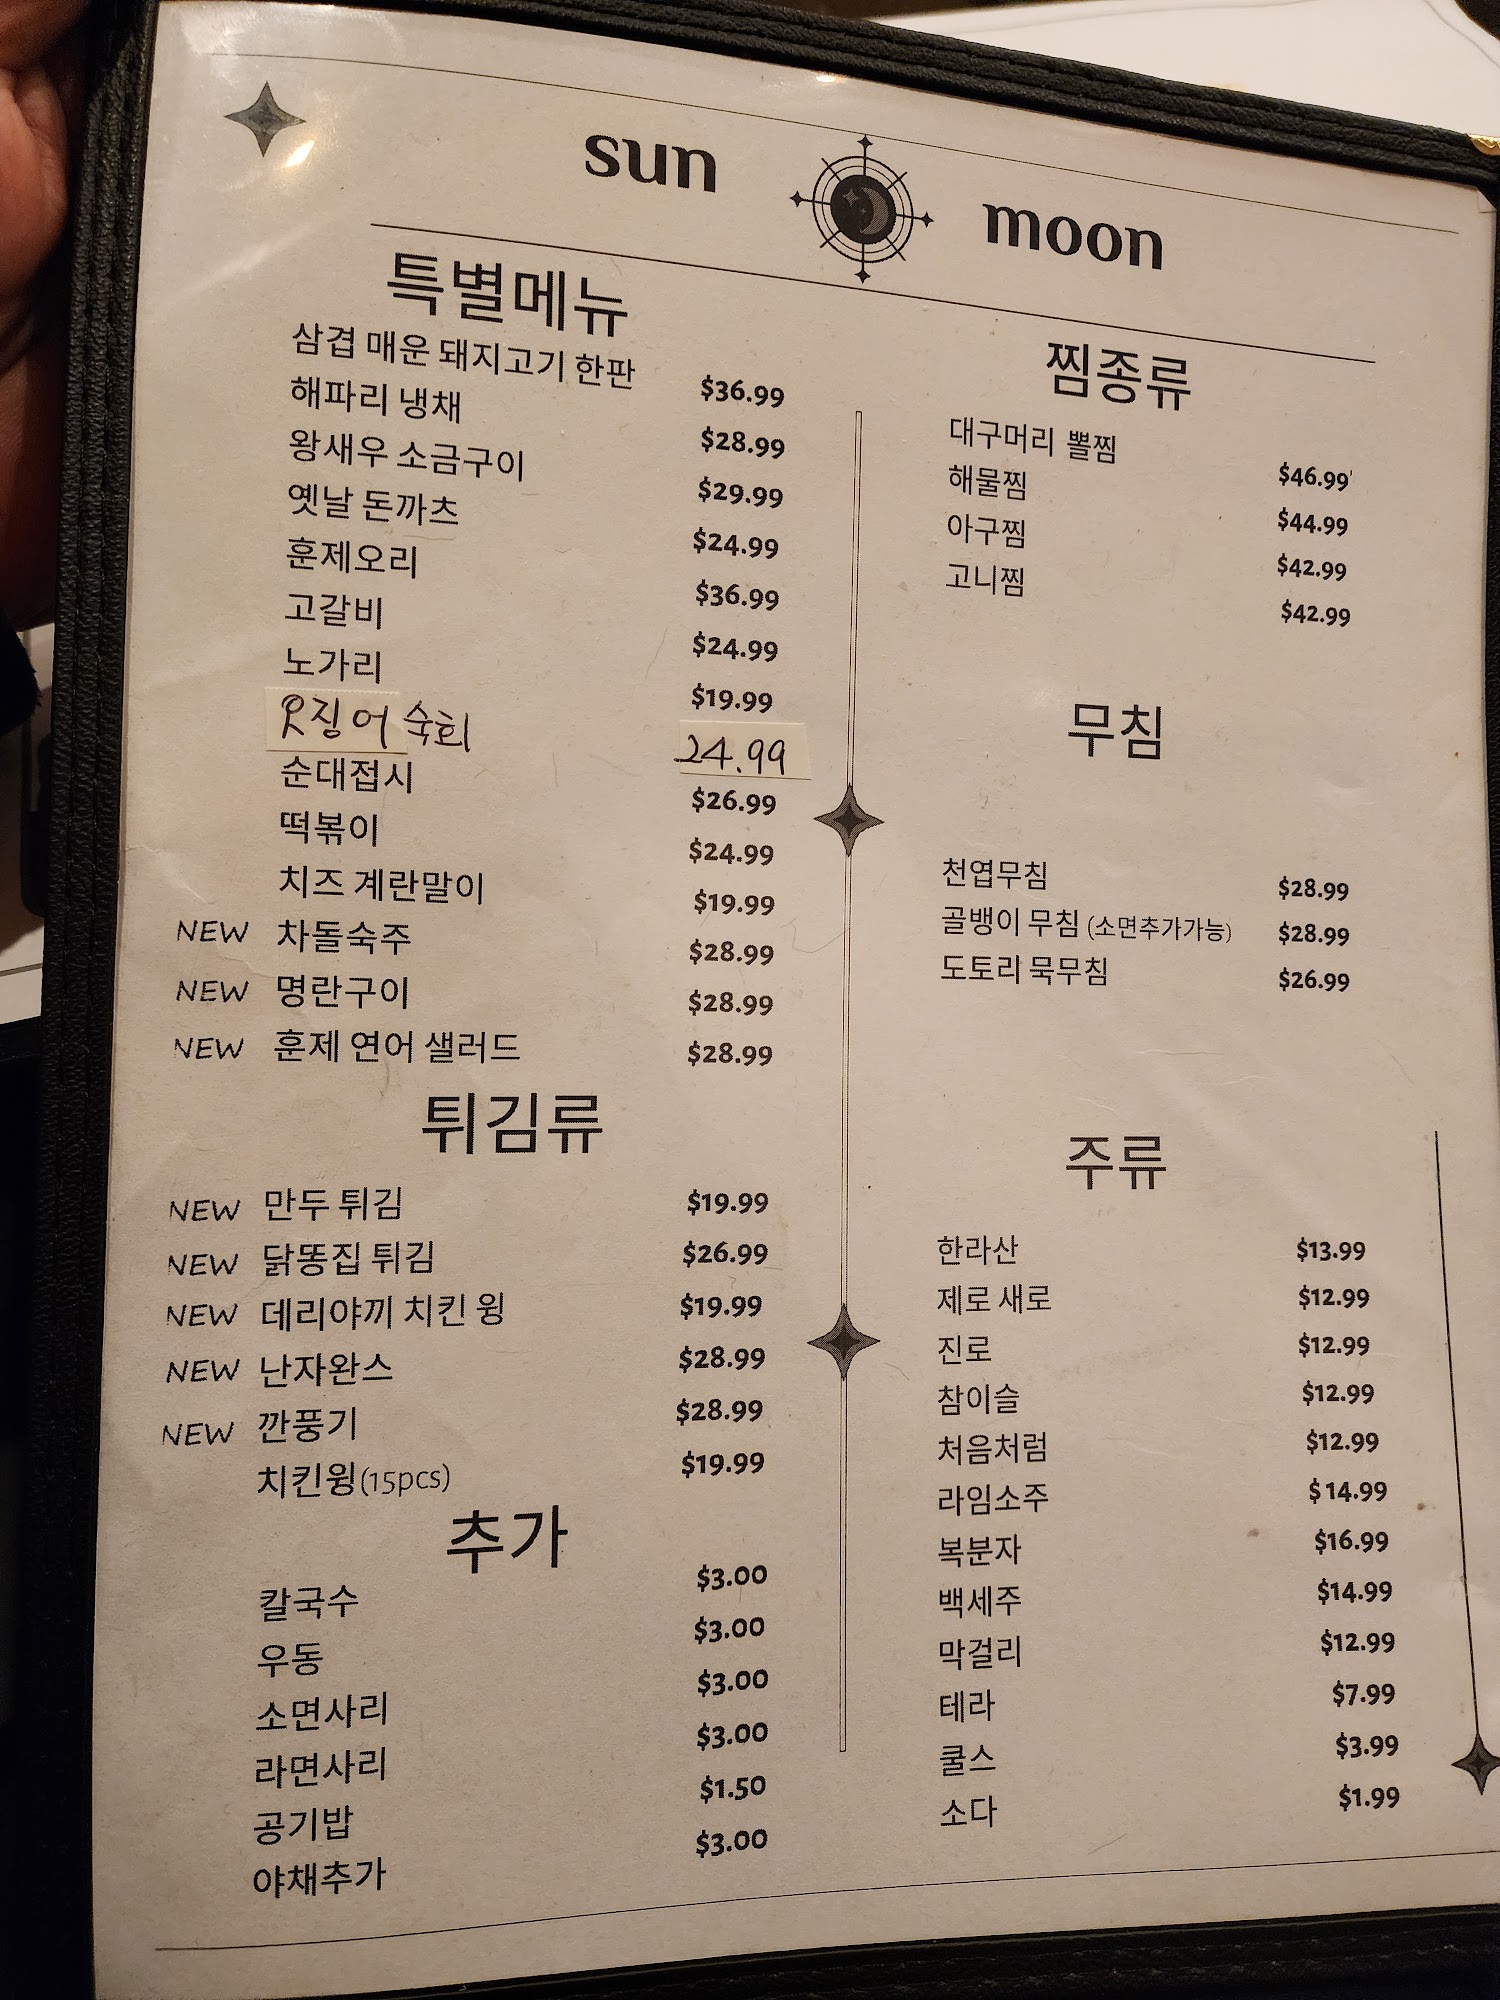 sun moon
특별메뉴
삼겹 매운 돼지고기 한판 $36.99
해파리 냉채 $28.99
왕새우 소금구이 $29.99
옛날 돈까츠 $24.99
훈제오리 $36.99
고갈비 $24.99
노가리 $19.99
오징어 숙회 24.99
순대접시 $26.99
떡볶이 $24.99
치즈 계란말이 $19.99
NEW 차돌숙주 $28.99
NEW 명란구이 $28.99
NEW 훈제 연어 샐러드 $28.99
튀김류
NEW 만두 튀김 $19.99
NEW 닭똥집 튀김 $26.99
NEW 데리야끼 치킨 윙 $19.99
NEW 난자완스 $28.99
NEW 깐풍기 $28.99
치킨윙(15pcs) $19.99
추가
칼국수 $3.00
우동 $3.00
소면사리 $3.00
라면사리 $3.00
공기밥 $1.50
야채추가 $3.00
찜종류
대구머리 뽈찜 $46.99
해물찜 $44.99
아구찜 $42.99
고니찜 $42.99
무침
천엽무침 $28.99
골뱅이 무침 (소면추가가능) $28.99
도토리 묵무침 $26.99
주류
한라산 $13.99
제로 새로 $12.99
진로 $12.99
참이슬 $12.99
처음처럼 $12.99
라임소주 $14.99
복분자 $16.99
백세주 $14.99
막걸리 $12.99
테라 $7.99
쿨스 $3.99
소다 $1.99